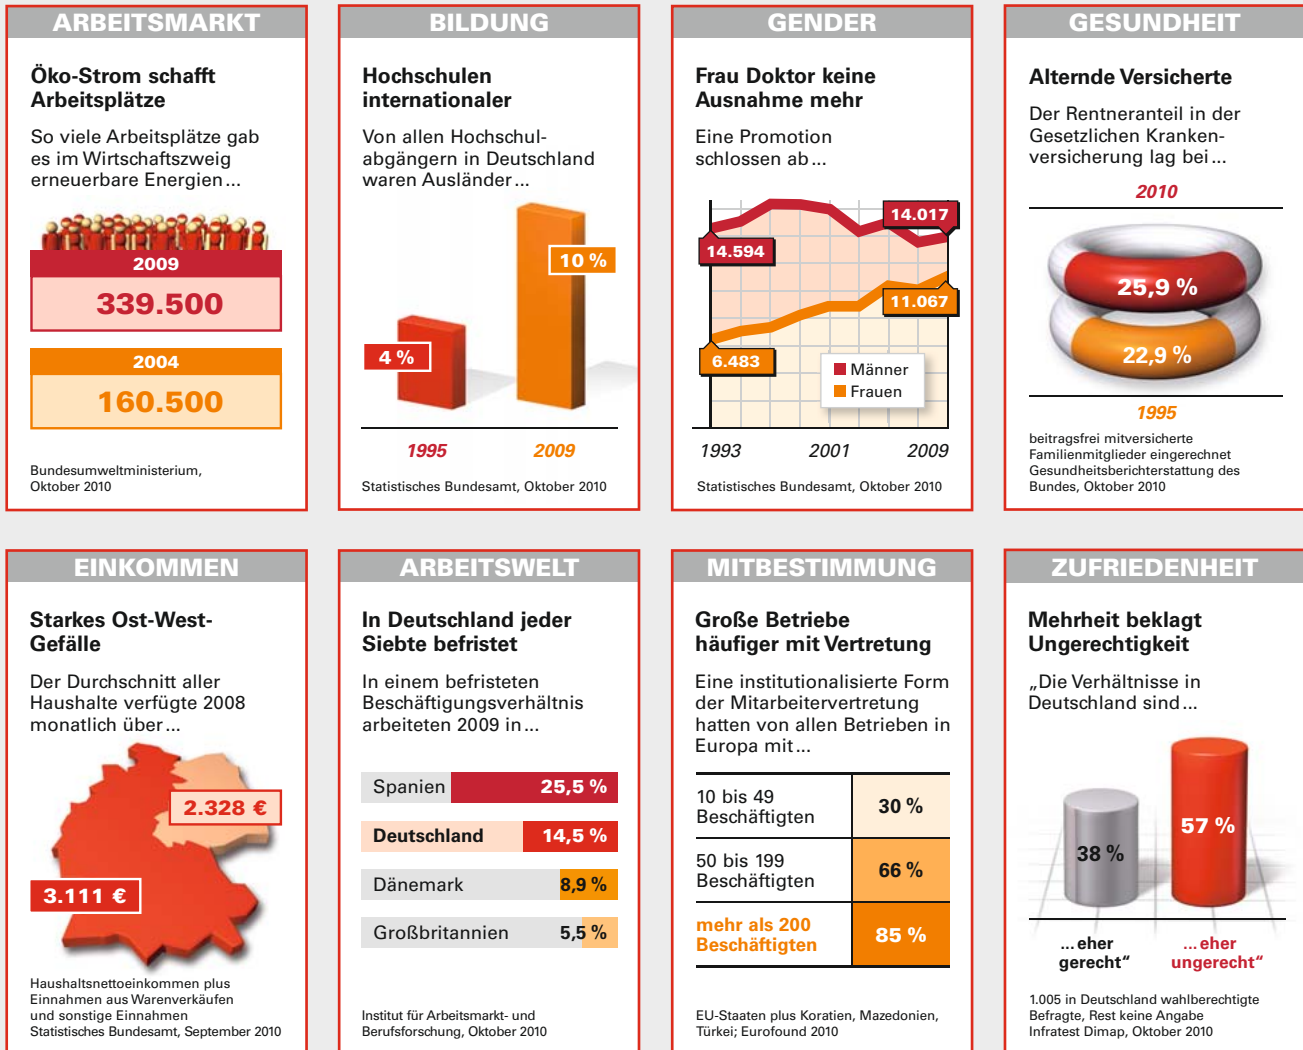 ARBEITSMARKT
Öko-Strom schafft
Arbeitsplätze
So viele Arbeitsplätze gab
es im Wirtschaftszweig
erneuerbare Energien...
2009
339.500
2004
160.500
Bundesumweltministerium,
Oktober 2010
BILDUNG
Hochschulen
internationaler
Von allen Hochschul-
abgängern in Deutschland
waren Ausländer...
4 %
10 %
1995
2009
Statistisches Bundesamt, Oktober 2010
GENDER
Frau Doktor keine
Ausnahme mehr
Eine Promotion
schlossen ab...
14.594
14.017
6.483
11.067
Männer
Frauen
1993
2001
2009
Statistisches Bundesamt, Oktober 2010
GESUNDHEIT
Alternde Versicherte
Der Rentneranteil in der
Gesetzlichen Kranken-
versicherung lag bei...
2010
25,9 %
22,9 %
1995
beitragsfrei mitversicherte
Familienmitglieder eingerechnet
Gesundheitsberichterstattung des
Bundes, Oktober 2010
EINKOMMEN
Starkes Ost-West-
Gefälle
Der Durchschnitt aller
Haushalte verfügte 2008
monatlich über...
2.328 €
3.111 €
Haushaltsnettoeinkommen plus
Einnahmen aus Warenverkäufen
und sonstige Einnahmen
Statistisches Bundesamt, September 2010
ARBEITSWELT
In Deutschland jeder
Siebte befristet
In einem befristeten
Beschäftigungsverhältnis
arbeiteten 2009 in...
Spanien 25,5 %
Deutschland 14,5 %
Dänemark 8,9 %
Großbritannien 5,5 %
Institut für Arbeitsmarkt- und
Berufsforschung, Oktober 2010
MITBESTIMMUNG
Große Betriebe
häufiger mit Vertretung
Eine institutionalisierte Form
der Mitarbeitervertretung
hatten von allen Betrieben in
Europa mit...
10 bis 49
Beschäftigten
30 %
50 bis 199
Beschäftigten
66 %
mehr als 200
Beschäftigten
85 %
EU-Staaten plus Koratien, Mazedonien,
Türkei; Eurofound 2010
ZUFRIEDENHEIT
Mehrheit beklagt
Ungerechtigkeit
„Die Verhältnisse in
Deutschland sind...
38 %
57 %
...eher
gerecht“
...eher
ungerecht“
1.005 in Deutschland wahlberechtigte
Befragte, Rest keine Angabe
Infratest Dimap, Oktober 2010